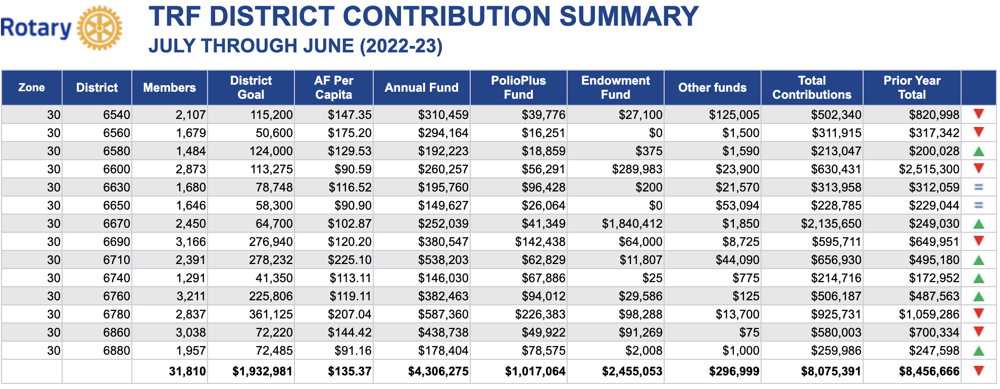 Rotary
TRF DISTRICT CONTRIBUTION SUMMARY
JULY THROUGH JUNE (2022-23)
Zone District Members District Goal AF Per Capita Annual Fund PolioPlus Fund Endowment Fund Other funds Total Contributions Prior Year Total
30 6540 2,107 115,200 $147.35 $310,459 $39,776 $27,100 $125,005 $502,340 $820,998
30 6560 1,679 50,600 $175.20 $294,164 $16,251 $0 $1,500 $311,915 $317,342
30 6580 1,484 124,000 $129.53 $192,223 $18,859 $375 $1,590 $213,047 $200,028
30 6600 2,873 113,275 $90.59 $260,257 $56,291 $289,983 $23,900 $630,431 $2,515,300
30 6630 1,680 78,748 $116.52 $195,760 $96,428 $200 $21,570 $313,958 $312,059 =
30 6650 1,646 58,300 $90.90 $149,627 $26,064 $0 $53,094 $228,785 $229,044 =
30 6670 2,450 64,700 $102.87 $252,039 $41,349 $1,840,412 $1,850 $2,135,650 $249,030
30 6690 3,166 276,940 $120.20 $380,547 $142,438 $64,000 $8,725 $595,711 $649,951
30 6710 2,391 278,232 $225.10 $538,203 $62,829 $11,807 $44,090 $656,930 $495,180
30 6740 1,291 41,350 $113.11 $146,030 $67,886 $25 $775 $214,716 $172,952
30 6760 3,211 225,806 $119.11 $382,463 $94,012 $29,586 $125 $506,187 $487,563
30 6780 2,837 361,125 $207.04 $587,360 $226,383 $98,288 $13,700 $925,731 $1,059,286
30 6860 3,038 72,220 $144.42 $438,738 $49,922 $91,269 $75 $580,003 $700,334
30 6880 1,957 72,485 $91.16 $178,404 $78,575 $2,008 $1,000 $259,986 $247,598
31,810 $1,932,981 $135.37 $4,306,275 $1,017,064 $2,455,053 $296,999 $8,075,391 $8,456,666